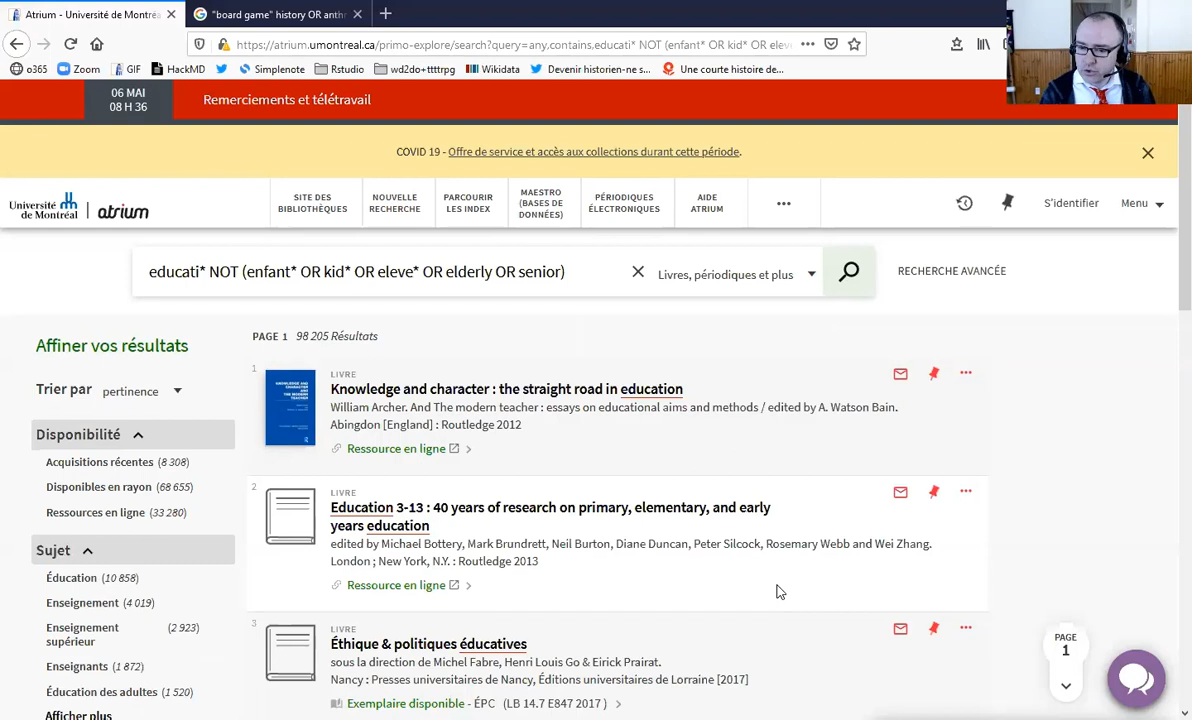 Atrium - Université de Montréa
"board game" history OR anthr
https://atrium.umontreal.ca/primo-explore/search?query=any.contains.educati* NOT (enfant* OR kid* OR eleve* OR elde
o365
Zoom
GIF
HackMD
Simplenote
Rstudio
wd2do+ttttrpg
Wikidata
Devenir historien-ne s...
Une courte histoire de...
06 MAI
08 H 36
Remerciements et télétravail
COVID 19 - Offre de service et accès aux collections durant cette période.
Université de Montréal
atrium
SITE DES BIBLIOTHÈQUES
NOUVELLE RECHERCHE
PARCOURIR LES INDEX
MAESTRO (BASES DE DONNÉES)
PÉRIODIQUES ÉLECTRONIQUES
AIDE ATRIUM
S'identifier
Menu
educati* NOT (enfant* OR kid* OR eleve* OR elderly OR senior)
Livres, périodiques et plus
RECHERCHE AVANCÉE
Affiner vos résultats
Trier par pertinence
Disponibilité
Acquisitions récentes (8 308)
Disponibles en rayon (68 655)
Ressources en ligne (33 280)
Sujet
Éducation (10 858)
Enseignement (4 019)
Enseignement supérieur (2 923)
Enseignants (1 872)
Éducation des adultes (1 520)
Afficher plus
PAGE 1 98 205 Résultats
1
LIVRE
Knowledge and character : the straight road in education
William Archer. And The modern teacher : essays on educational aims and methods / edited by A. Watson Bain.
Abingdon [England] : Routledge 2012
Ressource en ligne
2
LIVRE
Education 3-13 : 40 years of research on primary, elementary, and early
years education
edited by Michael Bottery, Mark Brundrett, Neil Burton, Diane Duncan, Peter Silcock, Rosemary Webb and Wei Zhang.
London ; New York, N.Y. : Routledge 2013
Ressource en ligne
3
LIVRE
Éthique & politiques éducatives
sous la direction de Michel Fabre, Henri Louis Go & Eirick Prairat.
Nancy : Presses universitaires de Nancy, Éditions universitaires de Lorraine [2017]
Exemplaire disponible - ÉPC (LB 14.7 E847 2017 )
PAGE
1